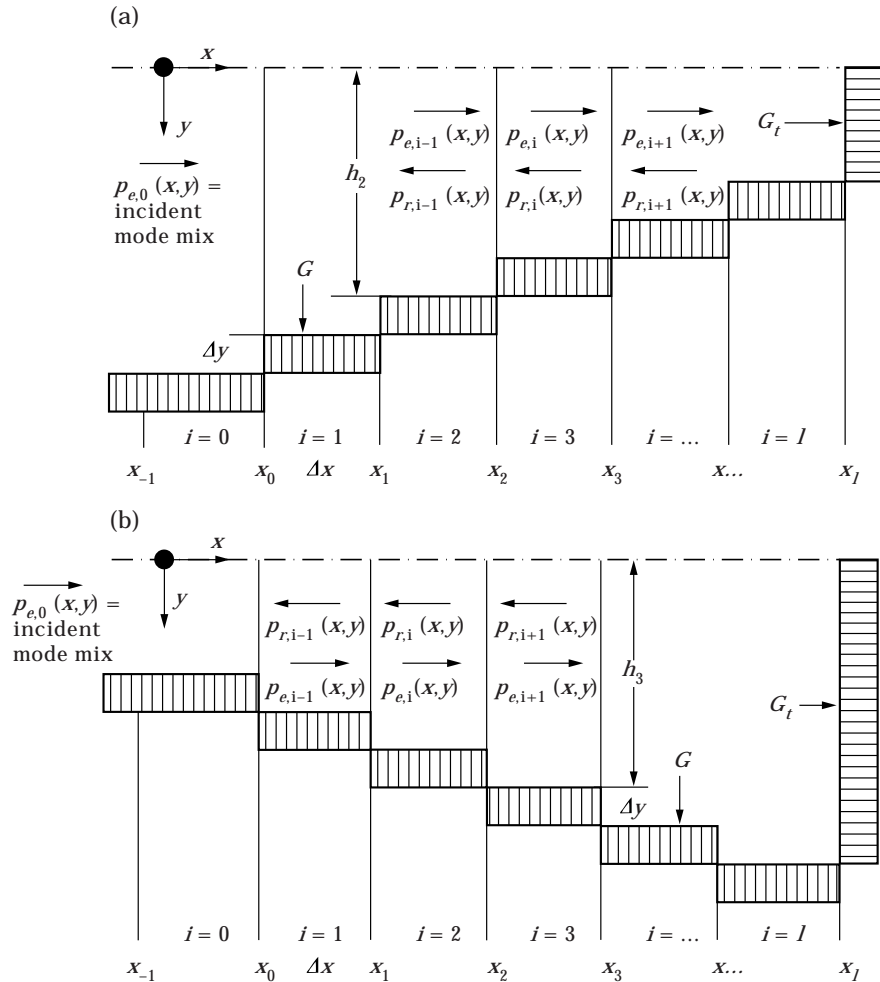 (a)
x
y
p_{e,i–1} (x,y) p_{e,i} (x,y) p_{e,i+1} (x,y)
G_t
p_{e,0} (x,y) =
incident
mode mix
h_2
p_{r,i–1} (x,y) p_{r,i}(x,y) p_{r,i+1} (x,y)
G
Δy
i = 0 i = 1 i = 2 i = 3 i = ... i = I
x_{–1} x_0 Δx x_1 x_2 x_3 x... x_I
(b)
x
y
p_{e,0} (x,y) =
incident
mode mix
p_{r,i–1} (x,y) p_{r,i} (x,y) p_{r,i+1} (x,y)
p_{e,i–1} (x,y) p_{e,i}(x,y) p_{e,i+1} (x,y)
h_3
G_t
G
Δy
i = 0 i = 1 i = 2 i = 3 i = ... i = I
x_{–1} x_0 Δx x_1 x_2 x_3 x... x_I